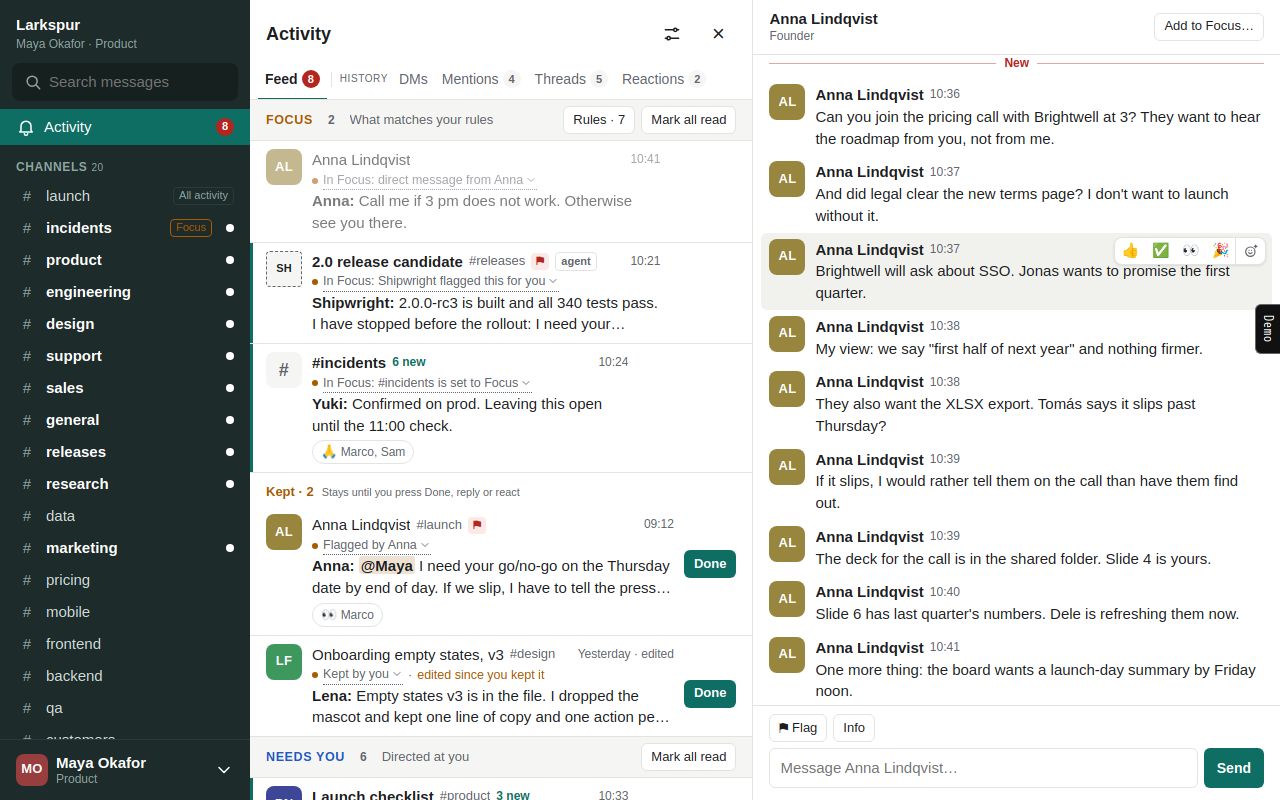 Larkspur
Maya Okafor · Product
Search messages
Activity 8
CHANNELS 20
# launch All activity
# incidents Focus
# product
# engineering
# design
# support
# sales
# general
# releases
# research
# data
# marketing
# pricing
# mobile
# frontend
# backend
# qa
# customers
MO Maya Okafor
Product
Activity
Feed 8 HISTORY DMs Mentions 4 Threads 5 Reactions 2
FOCUS 2 What matches your rules Rules · 7 Mark all read
AL Anna Lindqvist 10:41
In Focus: direct message from Anna
Anna: Call me if 3 pm does not work. Otherwise
see you there.
SH 2.0 release candidate #releases agent 10:21
In Focus: Shipwright flagged this for you
Shipwright: 2.0.0-rc3 is built and all 340 tests pass.
I have stopped before the rollout: I need your…
# #incidents 6 new 10:24
In Focus: #incidents is set to Focus
Yuki: Confirmed on prod. Leaving this open
until the 11:00 check.
🙏 Marco, Sam
Kept · 2 Stays until you press Done, reply or react
AL Anna Lindqvist #launch 09:12
Flagged by Anna
Anna: @Maya I need your go/no-go on the Thursday
date by end of day. If we slip, I have to tell the press…
Done
👀 Marco
LF Onboarding empty states, v3 #design Yesterday · edited
Kept by you · edited since you kept it
Lena: Empty states v3 is in the file. I dropped the
mascot and kept one line of copy and one action pe…
Done
NEEDS YOU 6 Directed at you Mark all read
Launch checklist #product 3 new 10:33
Anna Lindqvist
Founder
Add to Focus…
New
AL Anna Lindqvist 10:36
Can you join the pricing call with Brightwell at 3? They want to hear
the roadmap from you, not from me.
AL Anna Lindqvist 10:37
And did legal clear the new terms page? I don't want to launch
without it.
AL Anna Lindqvist 10:37
👍 ✅ 👀 🎉
Brightwell will ask about SSO. Jonas wants to promise the first
quarter.
AL Anna Lindqvist 10:38
My view: we say "first half of next year" and nothing firmer.
AL Anna Lindqvist 10:38
They also want the XLSX export. Tomás says it slips past
Thursday?
AL Anna Lindqvist 10:39
If it slips, I would rather tell them on the call than have them find
out.
AL Anna Lindqvist 10:39
The deck for the call is in the shared folder. Slide 4 is yours.
AL Anna Lindqvist 10:40
Slide 6 has last quarter's numbers. Dele is refreshing them now.
AL Anna Lindqvist 10:41
One more thing: the board wants a launch-day summary by Friday
noon.
Flag Info
Message Anna Lindqvist…
Send
Demo